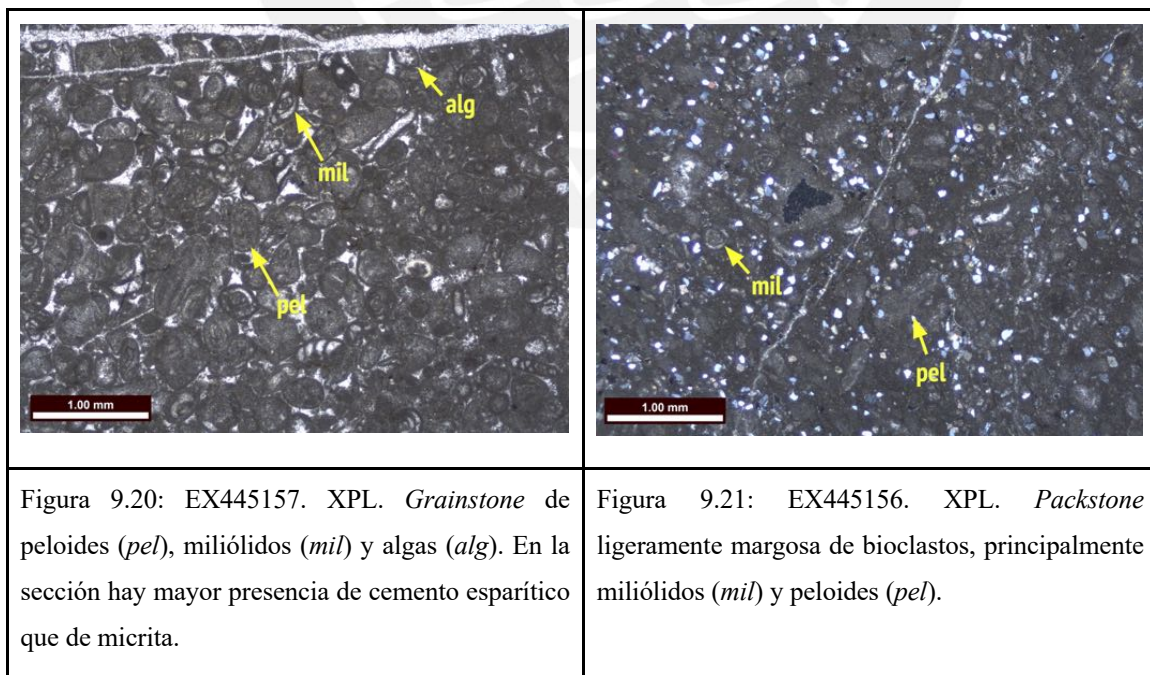 alg
mil
pel
1.00 mm
mil
pel
1.00 mm
Figura 9.20: EX445157. XPL. Grainstone de
peloides (pel), miliólidos (mil) y algas (alg). En la
sección hay mayor presencia de cemento esparítico
que de micrita.
Figura 9.21: EX445156. XPL. Packstone
ligeramente margosa de bioclastos, principalmente
miliólidos (mil) y peloides (pel).